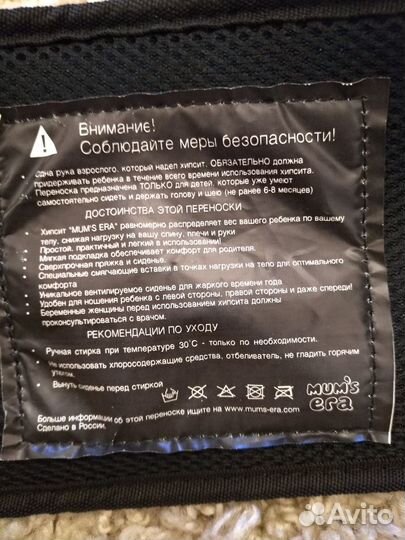 Внимание!
Соблюдайте меры безопасности!
• Одна рука взрослого, который надел хипсит, ОБЯЗАТЕЛЬНО должна
придерживать ребенка в течение всего времени использования хипсита.
Переноска предназначена ТОЛЬКО для детей, которые уже умеют
самостоятельно сидеть и держать голову и шею (не ранее 6-8 месяцев)
ДОСТОИНСТВА ЭТОЙ ПЕРЕНОСКИ
• Хипсит "MUM'S ERA" равномерно распределяет вес вашего ребенка по вашему
телу, снижая нагрузку на вашу спину, плечи и руки
• Простой, практичный и легкий в использовании!
• Мягкая подкладка обеспечивает комфорт для родителя.
• Сверхпрочная пряжка и сиденье.
• Специальные смягчающие вставки в точках нагрузки на тело для оптимального
комфорта
• Уникальное вентилируемое сиденье для жаркого времени года
• Удобен для ношения ребенка с левой стороны, правой стороны и даже спереди!
• Беременные женщины перед использованием хипсита должны
проконсультироваться с врачом.
РЕКОМЕНДАЦИИ ПО УХОДУ
• Ручная стирка при температуре 30°С - только по необходимости.
• Не использовать хлоросодержащие средства, отбеливатель, не гладить горячим
утюгом.
• Вынуть сиденье перед стиркой
MUM'S
era
Больше информации об этой переноске ищите на www.mums-era.com
Сделано в России.
Avito